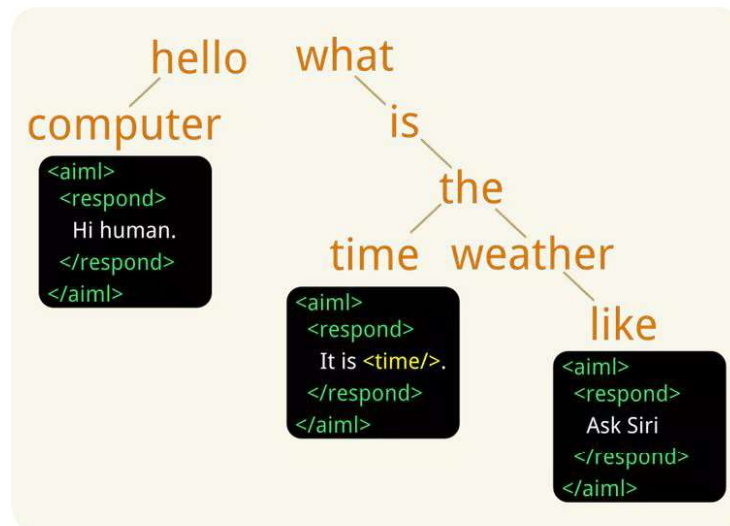 hello what
computer
is
the
time weather
like
<aiml>
<respond>
Hi human.
</respond>
</aiml>
<aiml>
<respond>
It is <time/>.
</respond>
</aiml>
<aiml>
<respond>
Ask Siri
</respond>
</aiml>